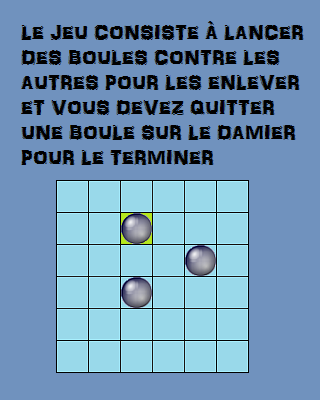 LE JEU CONSISTE À LANCER
DES BOULES CONTRE LES
AUTRES POUR LES ENLEVER
ET VOUS DEVEZ QUITTER
UNE BOULE SUR LE DAMIER
POUR LE TERMINER